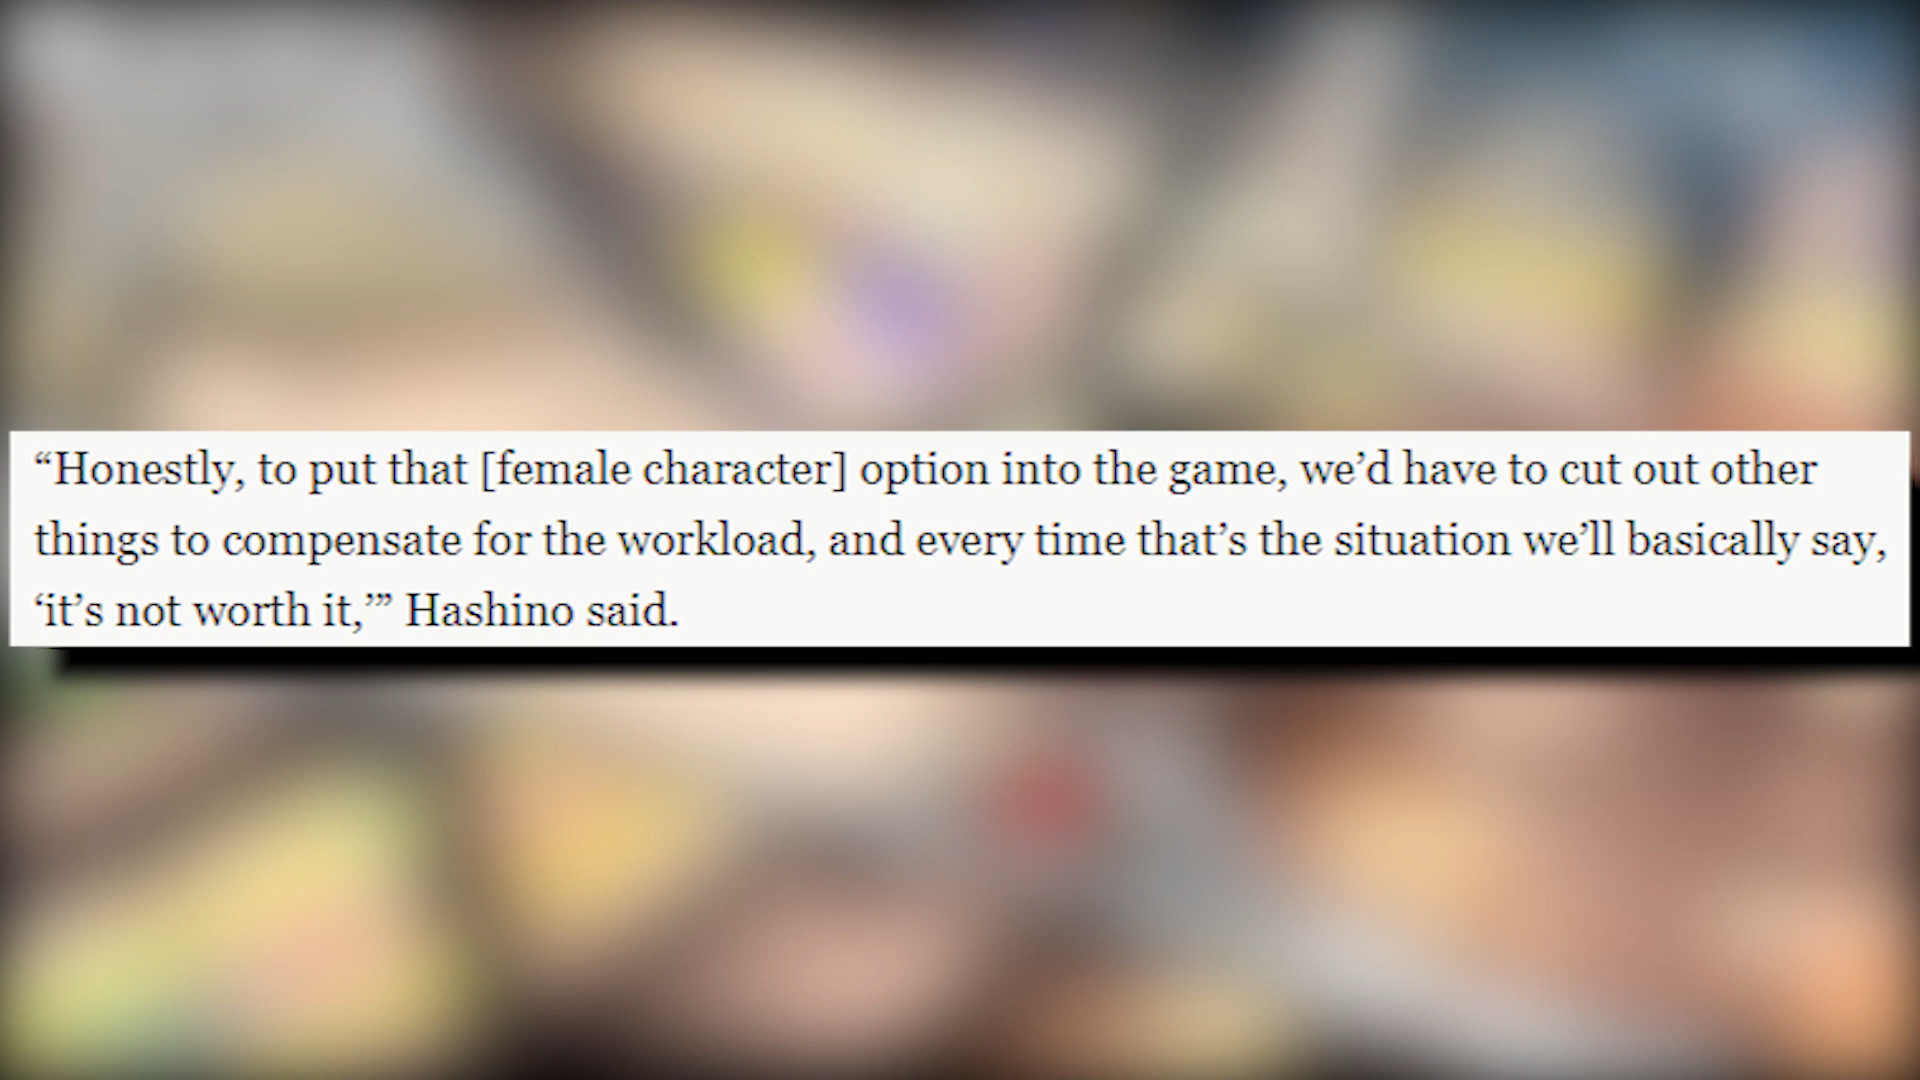 “Honestly, to put that [female character] option into the game, we’d have to cut out other
things to compensate for the workload, and every time that’s the situation we’ll basically say,
‘it’s not worth it,’” Hashino said.